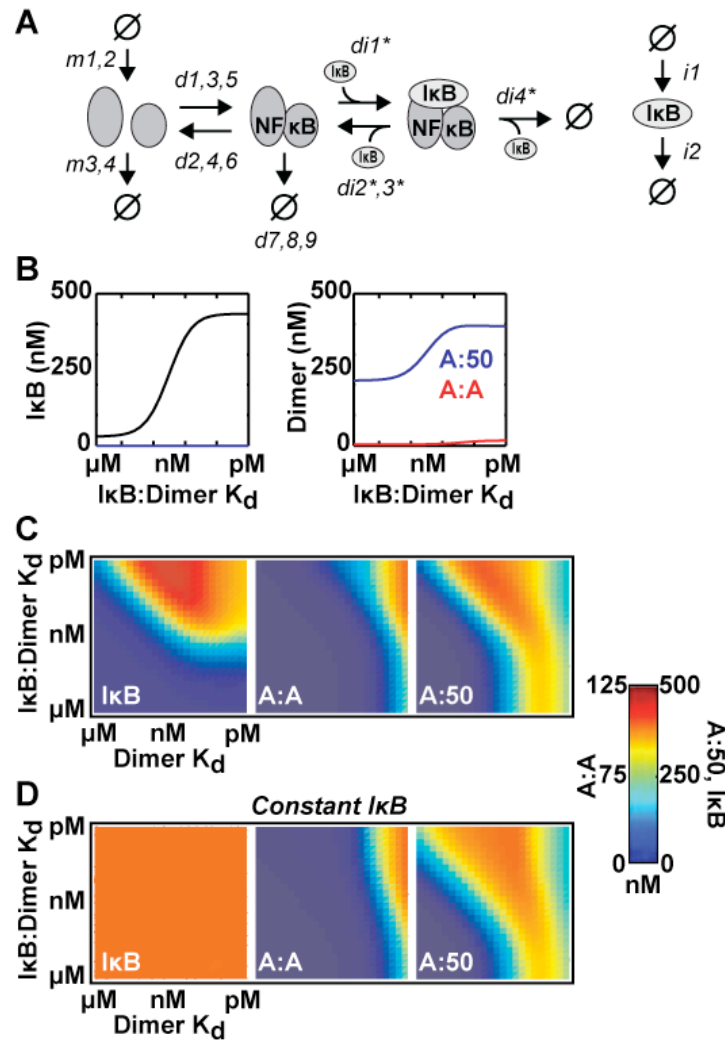 A
∅
∅
m1,2
di1*
i1
IκB
d1,3,5
IκB
di4*
NF κB
NF κB
∅
IκB
m3,4
d2,4,6
IκB
IκB
i2
∅
∅
di2*,3*
∅
d7,8,9
B
500
250
0
IκB (nM)
µM nM pM
IκB:Dimer Kd
500
250
0
Dimer (nM)
A:50
A:A
µM nM pM
IκB:Dimer Kd
C
IκB:Dimer Kd
pM
nM
µM
IκB
A:A
A:50
µM nM pM
Dimer Kd
125 500
75 250
0 0
A:A
A:50, IκB
nM
D
Constant IκB
IκB:Dimer Kd
pM
nM
µM
IκB
A:A
A:50
µM nM pM
Dimer Kd